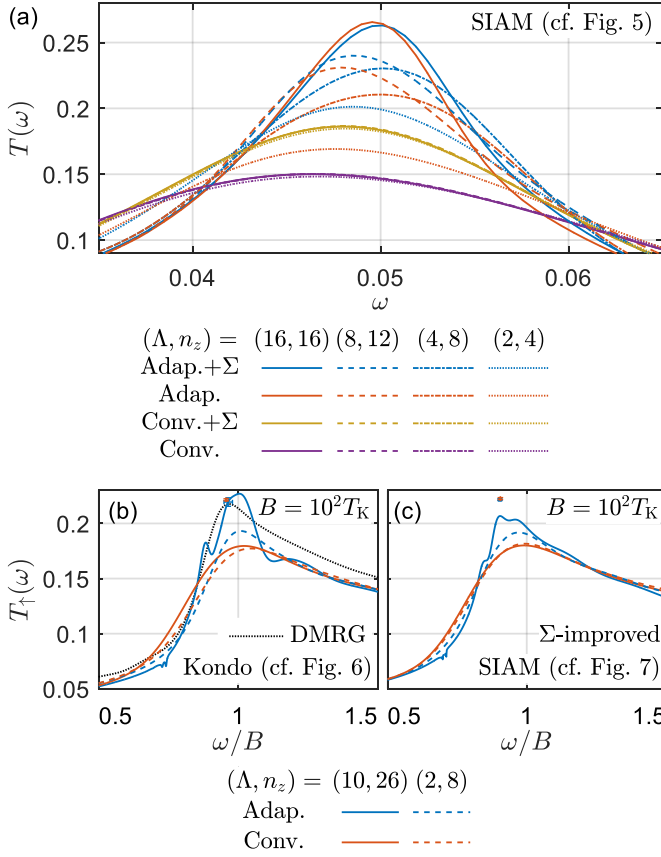 (a)
SIAM (cf. Fig. 5)
0.25
0.2
0.15
0.1
T(ω)
0.04 0.05 0.06
ω
(Λ, n_z) = (16, 16) (8, 12) (4, 8) (2, 4)
Adap.+Σ
Adap.
Conv.+Σ
Conv.
(b) B = 10²T_K
0.2
0.15
0.1
0.05
T_↑(ω)
DMRG
Kondo (cf. Fig. 6)
0.5 1 1.5
ω/B
(c) B = 10²T_K
Σ-improved
SIAM (cf. Fig. 7)
0.5 1 1.5
ω/B
(Λ, n_z) = (10, 26) (2, 8)
Adap.
Conv.